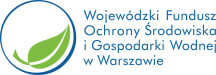 Wojewódzki Fundusz
Ochrony Środowiska
i Gospodarki Wodnej
w Warszawie